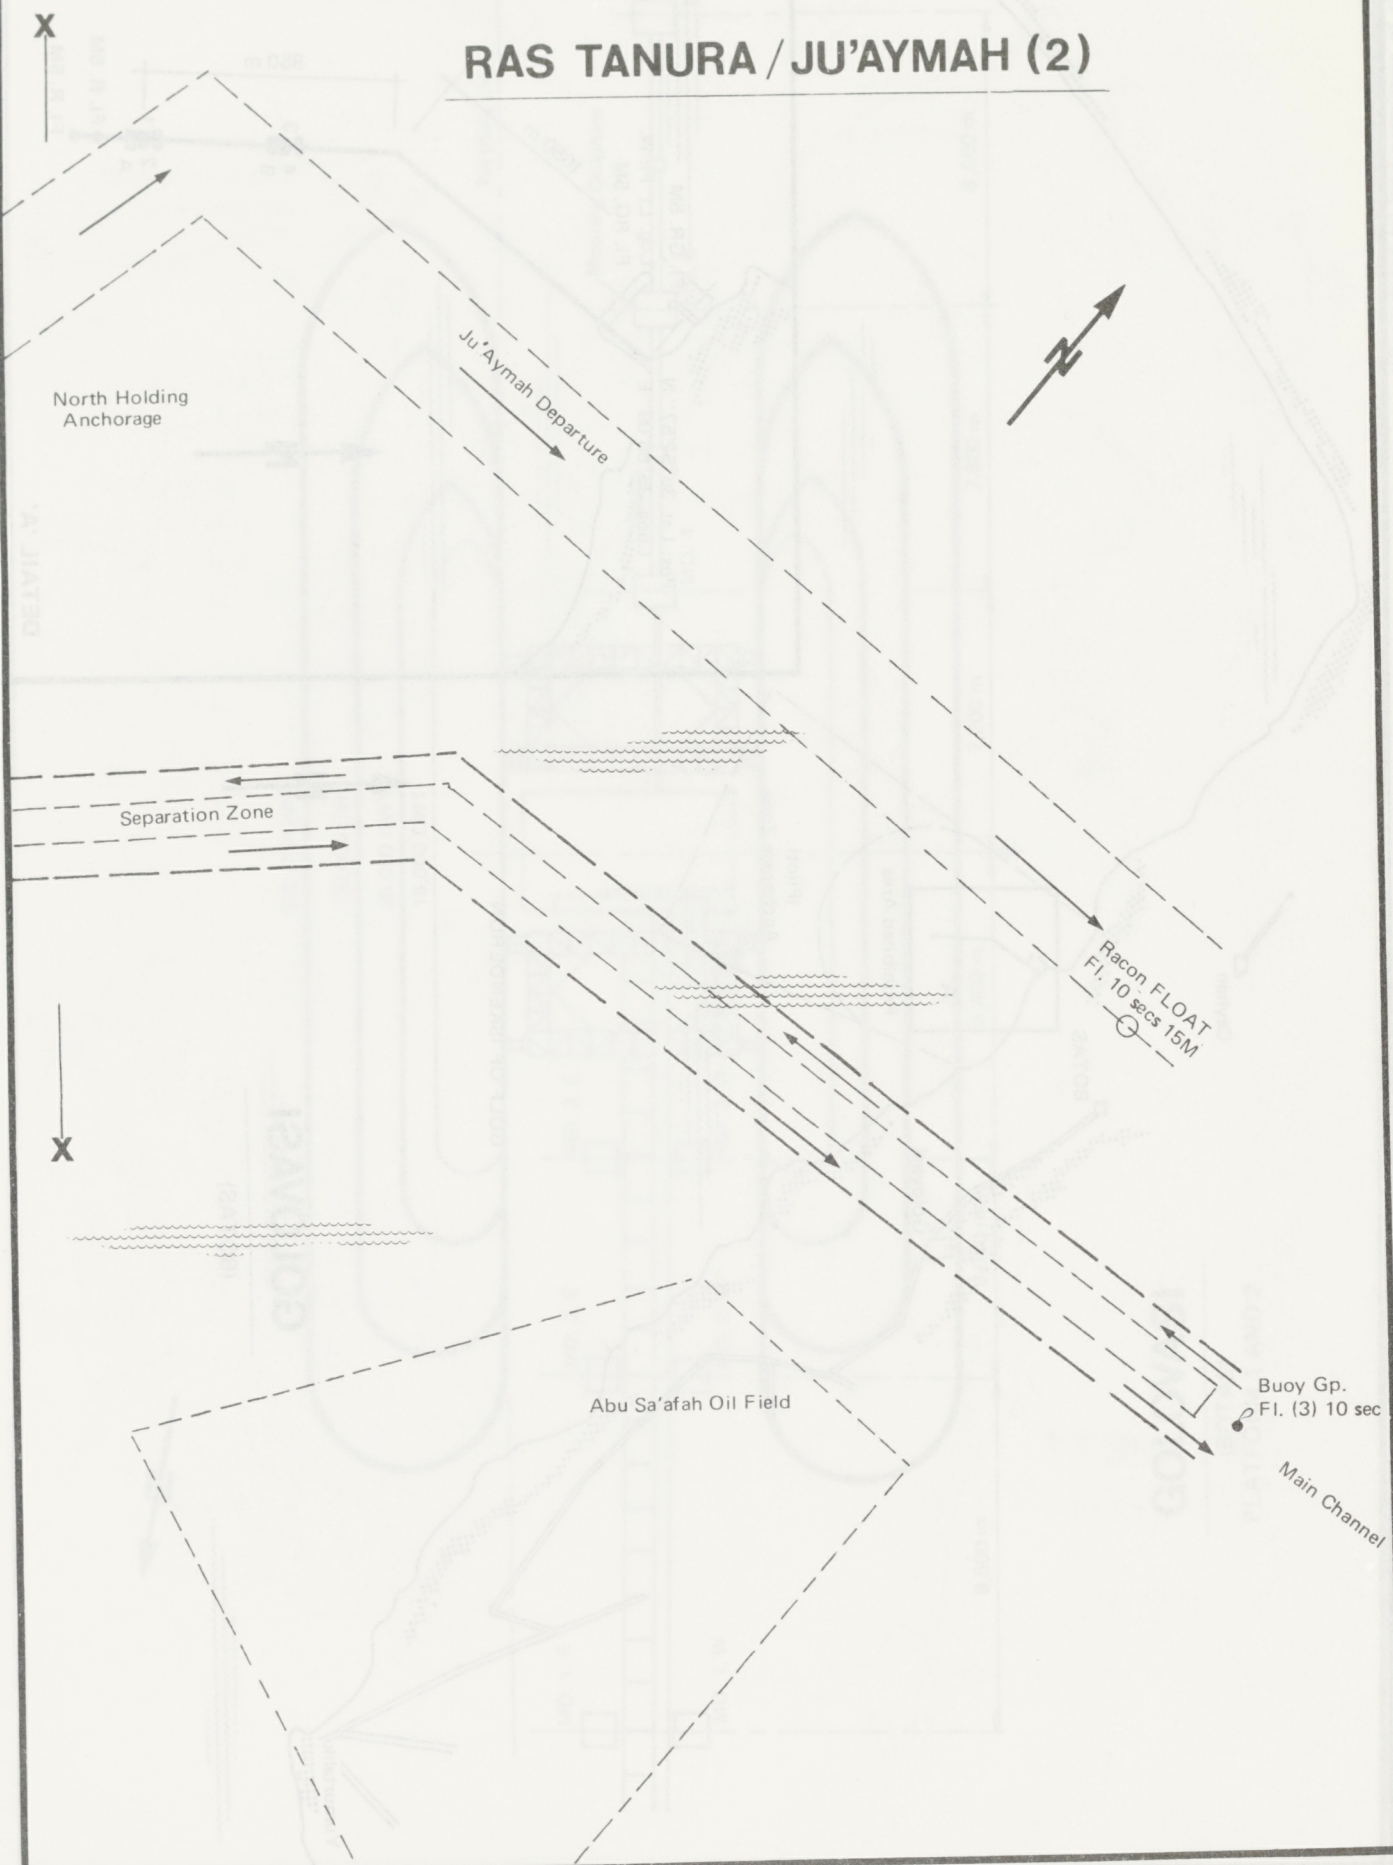 X
RAS TANURA / JU'AYMAH (2)
N
Ju'Aymah Departure
North Holding
Anchorage
Separation Zone
Racon FLOAT
Fl. 10 secs 15M
X
Abu Sa'afah Oil Field
Buoy Gp.
Fl. (3) 10 sec
Main Channel